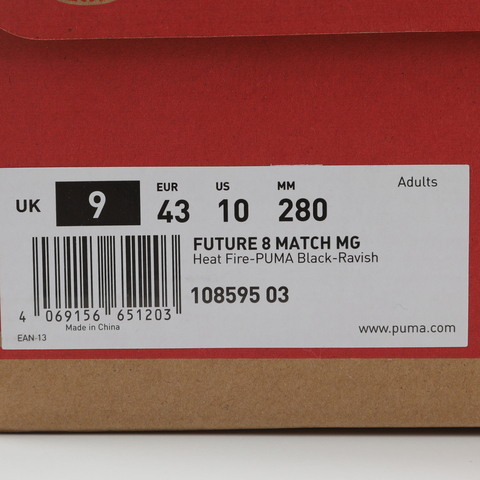 Adults
EUR US MM
UK 9 43 10 280
FUTURE 8 MATCH MG
Heat Fire-PUMA Black-Ravish
108595 03
4 069156 651203
Made in China
EAN-13
www.puma.com